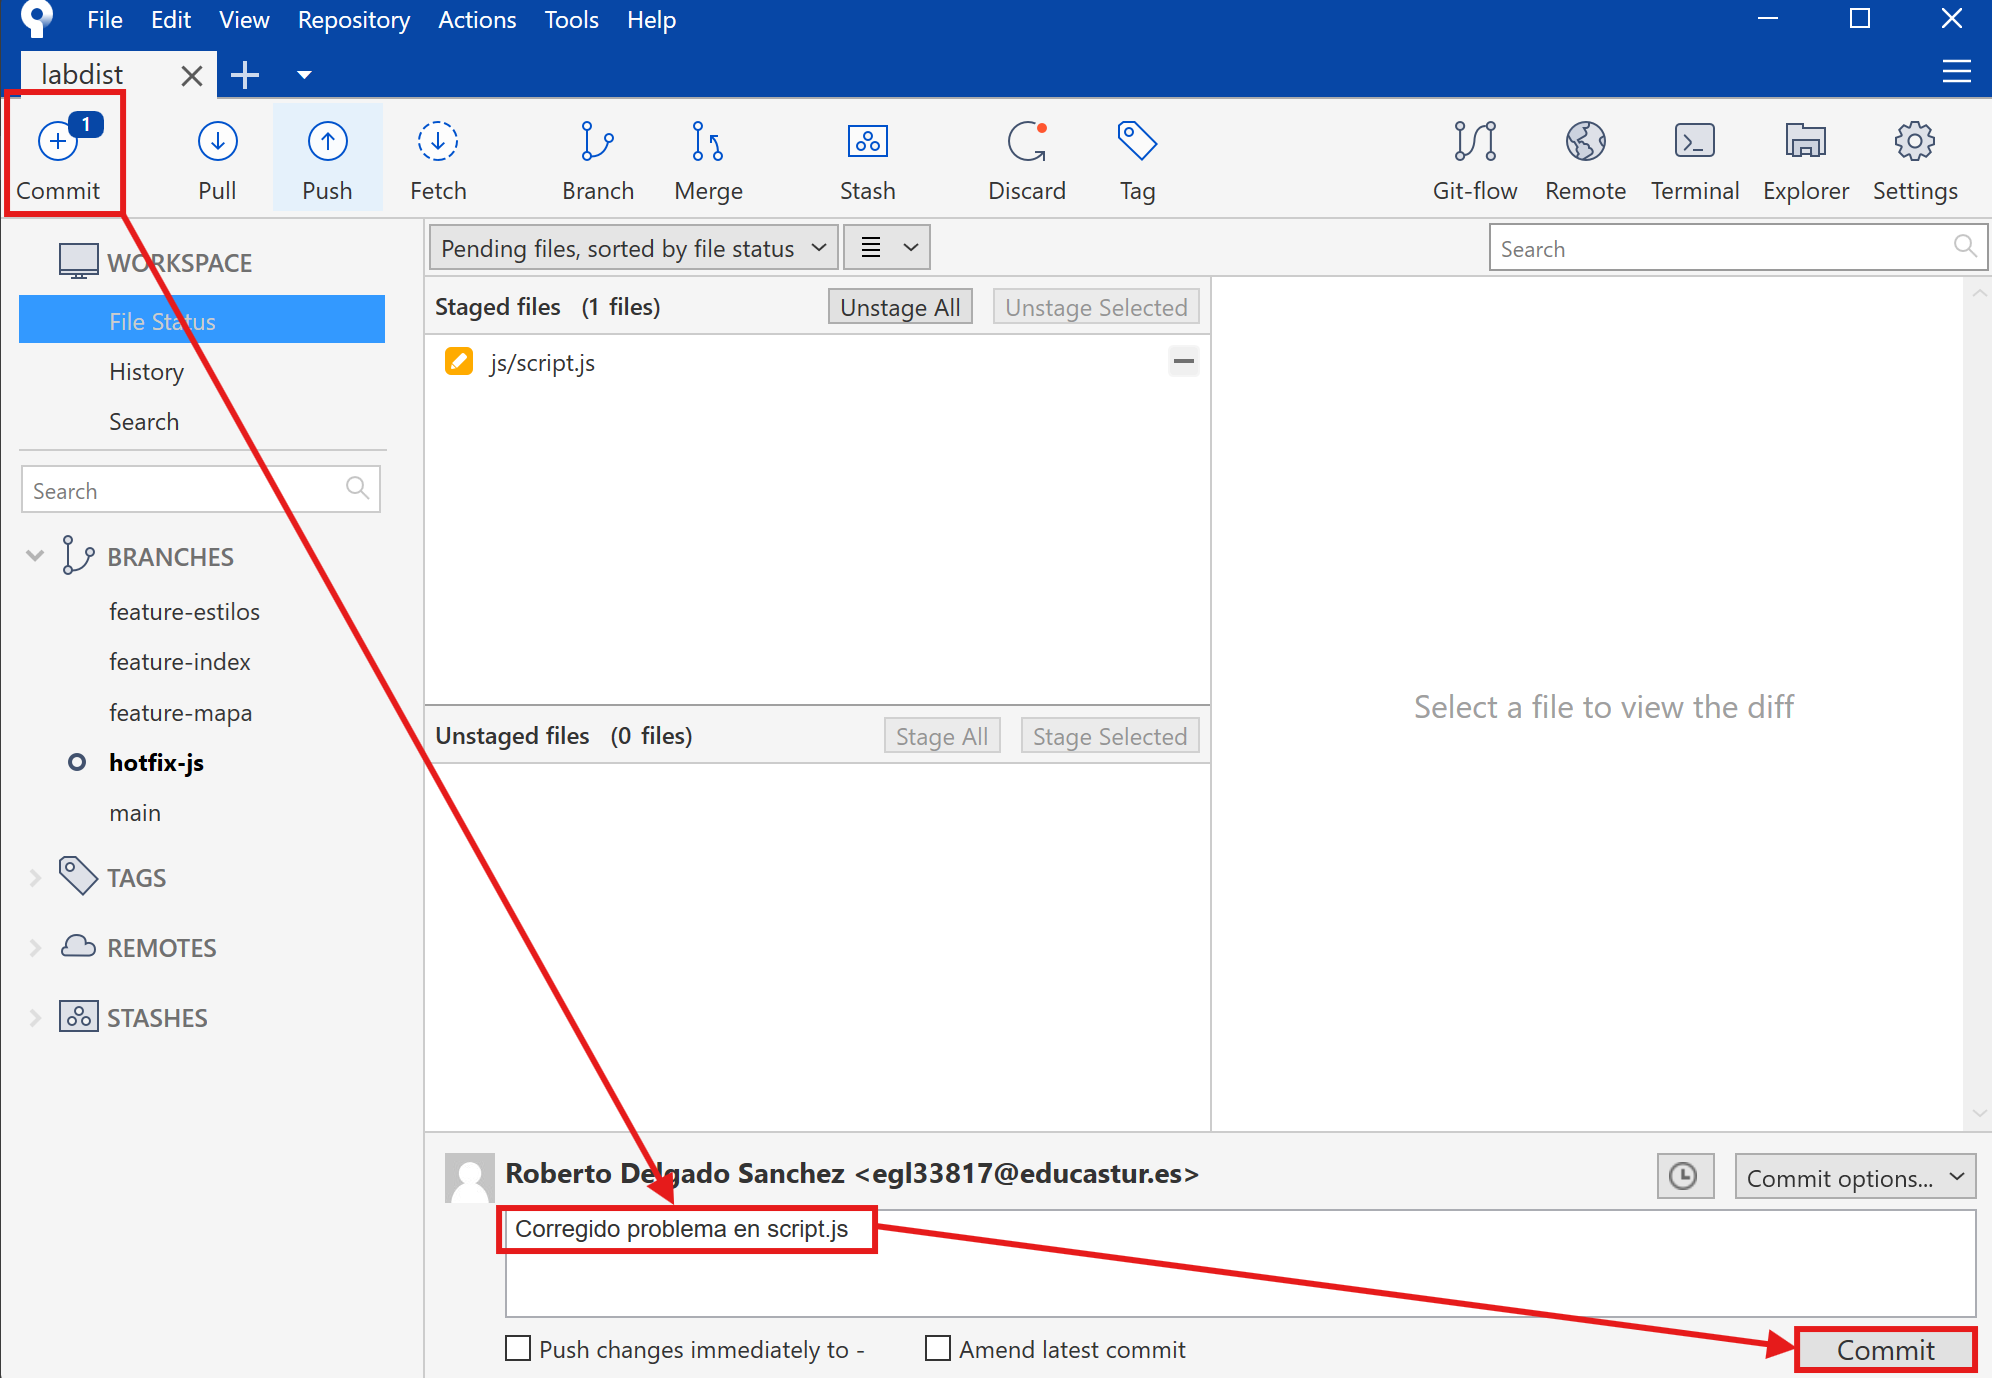 File Edit View Repository Actions Tools Help
labdist
1
Commit Pull Push Fetch Branch Merge Stash Discard Tag Git-flow Remote Terminal Explorer Settings
Pending files, sorted by file status
Search
WORKSPACE
File Status
History
Search
Search
BRANCHES
feature-estilos
feature-index
feature-mapa
hotfix-js
main
TAGS
REMOTES
STASHES
Staged files (1 files) Unstage All Unstage Selected
js/script.js
Unstaged files (0 files) Stage All Stage Selected
Select a file to view the diff
Roberto Delgado Sanchez <egl33817@educastur.es>
Commit options...
Corregido problema en script.js
Push changes immediately to - Amend latest commit
Commit